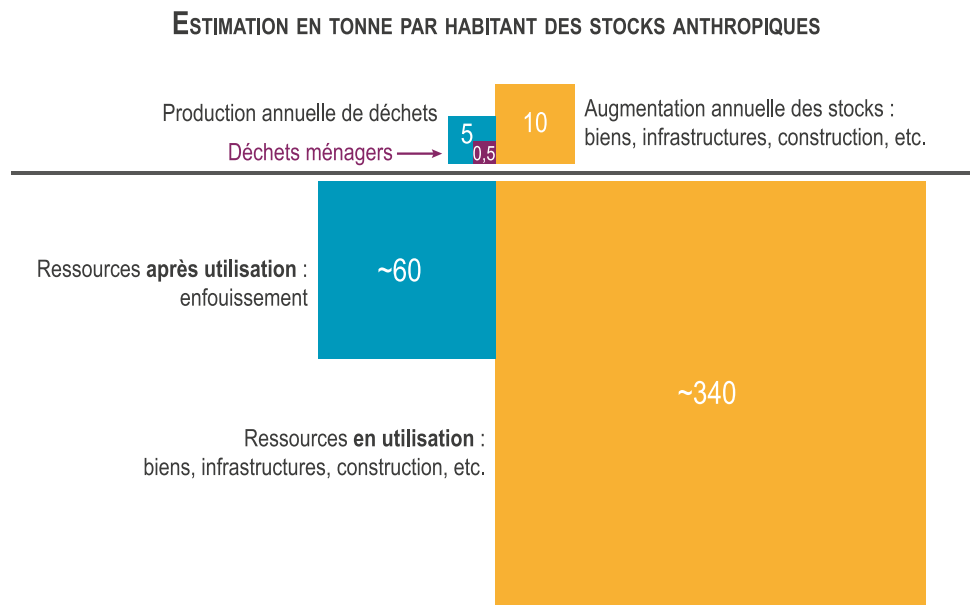 ESTIMATION EN TONNE PAR HABITANT DES STOCKS ANTHROPIQUES
Production annuelle de déchets
5
10
Augmentation annuelle des stocks :
biens, infrastructures, construction, etc.
Déchets ménagers
0,5
Ressources après utilisation :
enfouissement
~60
~340
Ressources en utilisation :
biens, infrastructures, construction, etc.